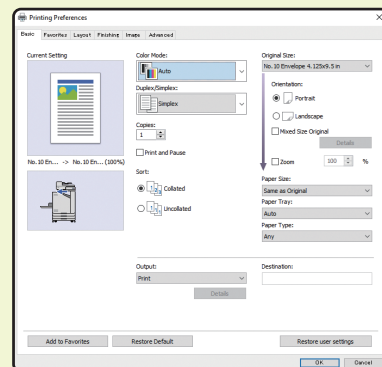 Printing Preferences
Basic Favorites Layout Finishing Image Advanced
Current Setting
No. 10 En... -> No. 10 En... (100%)
Color Mode:
Auto
Duplex/Simplex:
Simplex
Copies:
1
Print and Pause
Sort:
Collated
Uncollated
Output:
Print
Details
Original Size:
No. 10 Envelope 4.125x9.5 in
Orientation:
Portrait
Landscape
Mixed Size Original
Details
Zoom 100 %
Paper Size:
Same as Original
Paper Tray:
Auto
Paper Type:
Any
Destination:
Add to Favorites Restore Default Restore user settings
OK Cancel